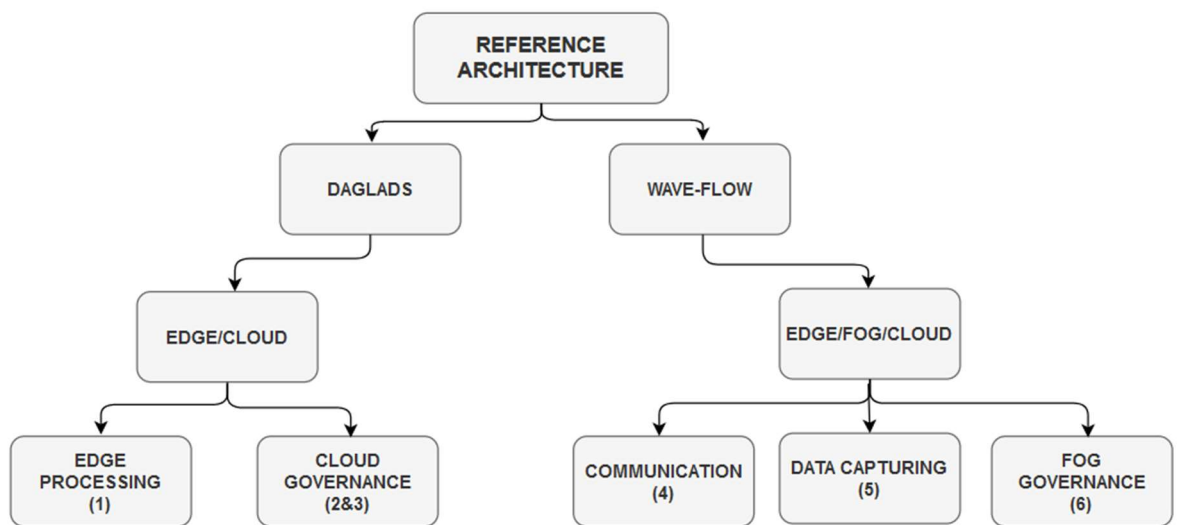 REFERENCE
ARCHITECTURE
DAGLADS
WAVE-FLOW
EDGE/CLOUD
EDGE/FOG/CLOUD
EDGE
PROCESSING
(1)
CLOUD
GOVERNANCE
(2&3)
COMMUNICATION
(4)
DATA CAPTURING
(5)
FOG
GOVERNANCE
(6)